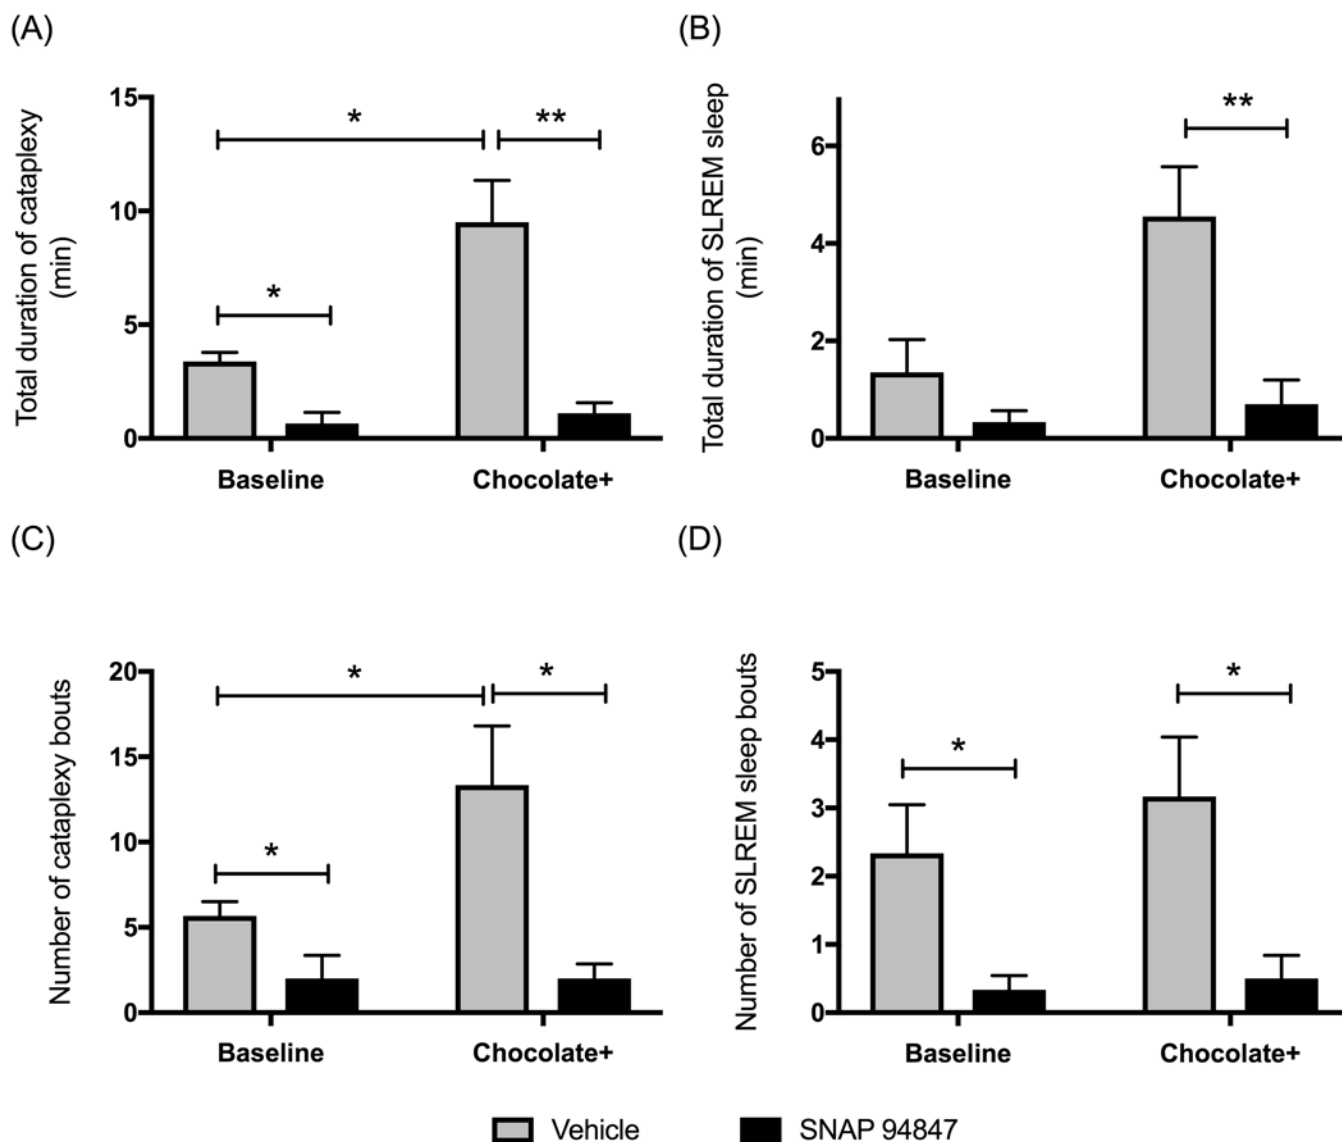 (A)
Total duration of cataplexy
(min)
15
10
5
0
*
*
**
Baseline
Chocolate+
(B)
Total duration of SLREM sleep
(min)
6
4
2
0
**
Baseline
Chocolate+
(C)
Number of cataplexy bouts
20
15
10
5
0
*
*
*
Baseline
Chocolate+
(D)
Number of SLREM sleep bouts
5
4
3
2
1
0
*
*
Baseline
Chocolate+
Vehicle
SNAP 94847